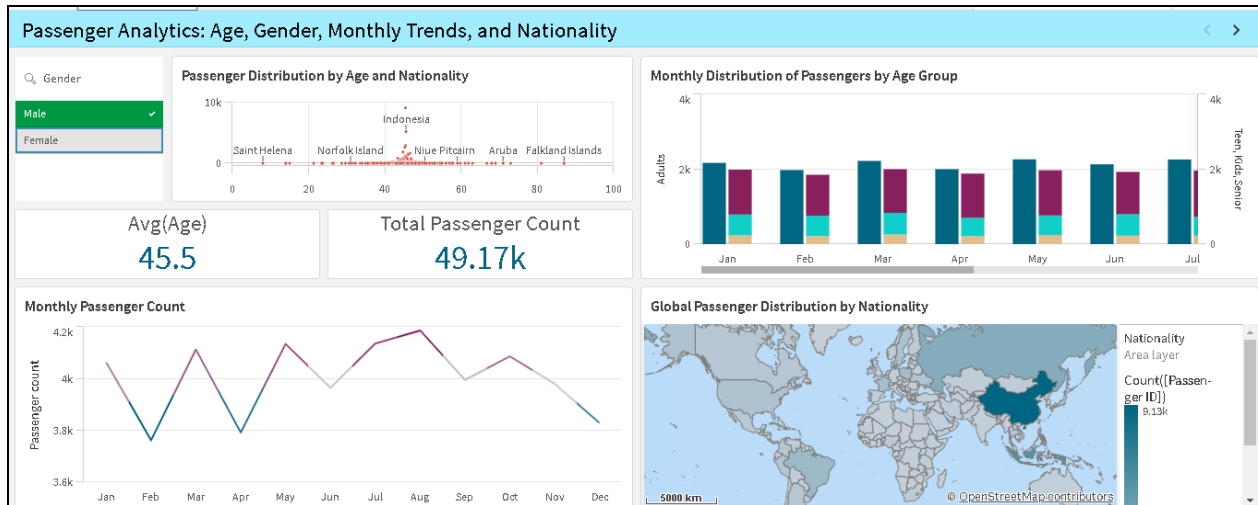 Passenger Analytics: Age, Gender, Monthly Trends, and Nationality
Gender
Male
Female
Passenger Distribution by Age and Nationality
10k
Indonesia
Saint Helena
Norfolk Island
Niue
Pitcairn
Aruba
Falkland Islands
0
0 20 40 60 80 100
Avg(Age)
45.5
Total Passenger Count
49.17k
Monthly Distribution of Passengers by Age Group
4k
2k
0
Adults
Jan Feb Mar Apr May Jun Jul
4k
2k
0
Teen, Kids, Senior
Monthly Passenger Count
4.2k
4k
3.8k
3.6k
Passenger count
Jan Feb Mar Apr May Jun Jul Aug Sep Oct Nov Dec
Global Passenger Distribution by Nationality
5000 km
© OpenStreetMap contributors
Nationality
Area layer
Count([Passen-
ger ID])
9.13k